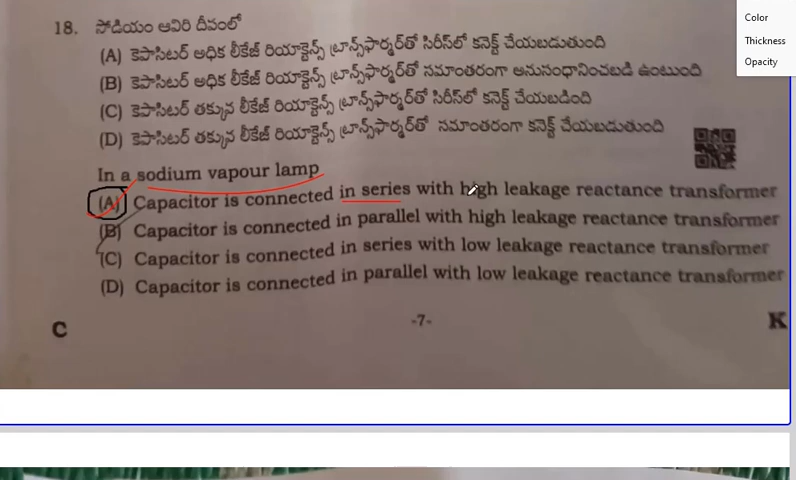 Color
Thickness
Opacity
18. సోడియం ఆవిరి దీపంలో
(A) కెపాసిటర్ అధిక లీకేజ్ రియాక్టెన్స్ ట్రాన్స్‌ఫార్మర్‌తో సిరీస్‌లో కనెక్ట్ చేయబడుతుంది
(B) కెపాసిటర్ అధిక లీకేజ్ రియాక్టెన్స్ ట్రాన్స్‌ఫార్మర్‌తో సమాంతరంగా అనుసంధానించబడి ఉంటుంది
(C) కెపాసిటర్ తక్కువ లీకేజ్ రియాక్టెన్స్ ట్రాన్స్‌ఫార్మర్‌తో సిరీస్‌లో కనెక్ట్ చేయబడింది
(D) కెపాసిటర్ తక్కువ లీకేజ్ రియాక్టెన్స్ ట్రాన్స్‌ఫార్మర్‌తో సమాంతరంగా కనెక్ట్ చేయబడుతుంది
In a sodium vapour lamp
(A) Capacitor is connected in series with high leakage reactance transformer
(B) Capacitor is connected in parallel with high leakage reactance transformer
(C) Capacitor is connected in series with low leakage reactance transformer
(D) Capacitor is connected in parallel with low leakage reactance transformer
C -7- K